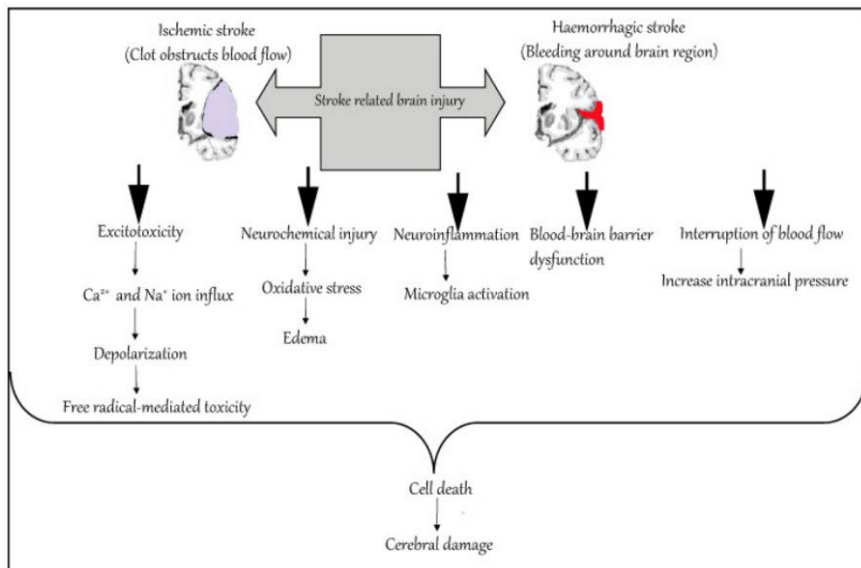 Ischemic stroke
(Clot obstructs blood flow)
Haemorrhagic stroke
(Bleeding around brain region)
Stroke related brain injury
Excitotoxicity
Ca²⁺ and Na⁺ ion influx
Depolarization
Free radical-mediated toxicity
Neurochemical injury
Oxidative stress
Edema
Neuroinflammation
Microglia activation
Blood-brain barrier
dysfunction
Interruption of blood flow
Increase intracranial pressure
Cell death
Cerebral damage